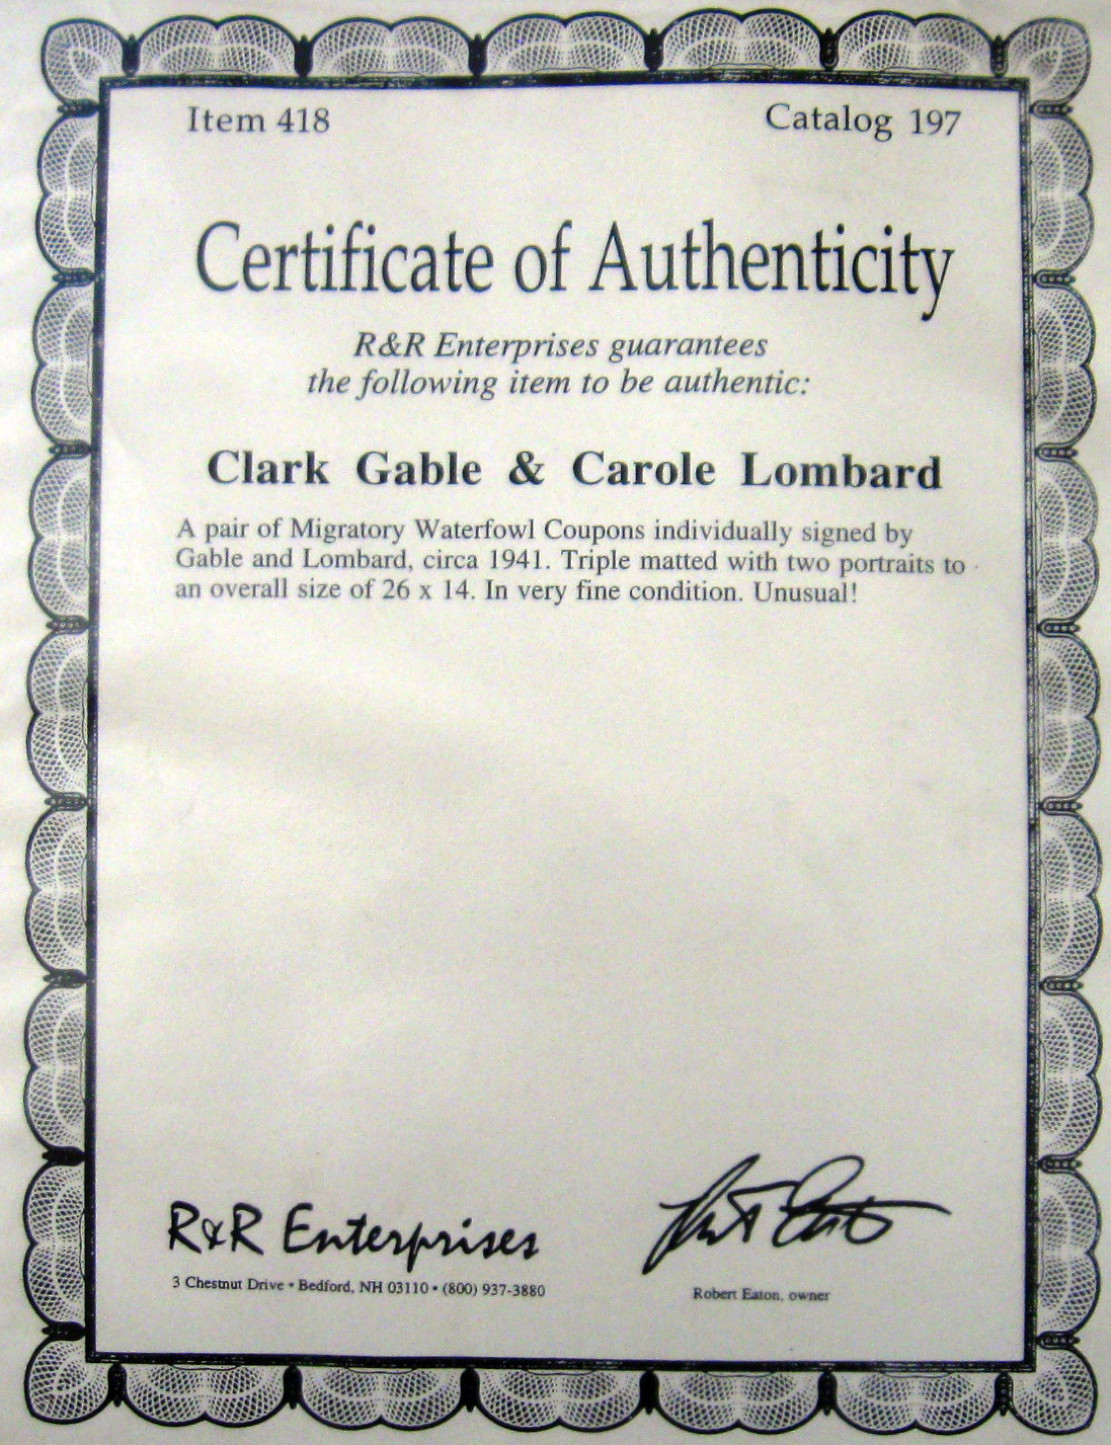 Item 418
Catalog 197
Certificate of Authenticity
R&R Enterprises guarantees
the following item to be authentic:
Clark Gable & Carole Lombard
A pair of Migratory Waterfowl Coupons individually signed by
Gable and Lombard, circa 1941. Triple matted with two portraits to
an overall size of 26 x 14. In very fine condition. Unusual!
R&R Enterprises
3 Chestnut Drive • Bedford, NH 03110 • (800) 937-3880
Robert Eaton, owner